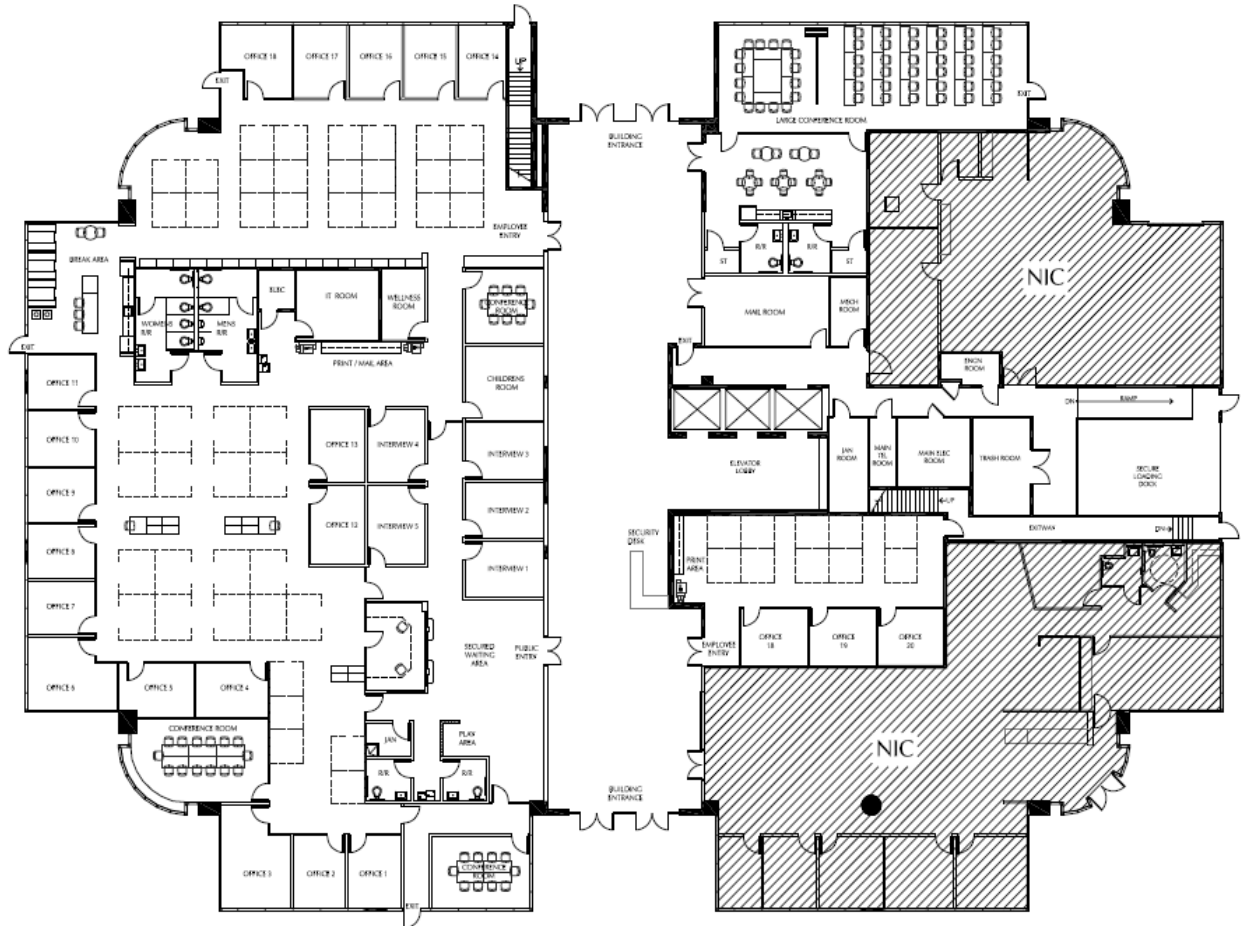 OFFICE 18
OFFICE 17
OFFICE 16
OFFICE 15
OFFICE 14
UP
EXIT
BUILDING
ENTRANCE
LARGE CONFERENCE ROOM
EXIT
EMPLOYEE
ENTRY
BREAK AREA
ELEC
IT ROOM
WELLNESS
ROOM
CONFERENCE
ROOM
WOMENS
R/R
MENS
R/R
PRINT / MAIL AREA
EXIT
CHILDRENS
ROOM
ST
R/R
R/R
ST
MAIL ROOM
MECH
ROOM
EXIT
NIC
ENCN
ROOM
DN
RAMP
OFFICE 11
OFFICE 10
OFFICE 9
OFFICE 8
OFFICE 7
OFFICE 6
OFFICE 5
OFFICE 4
OFFICE 13
INTERVIEW 4
INTERVIEW 3
OFFICE 12
INTERVIEW 5
INTERVIEW 2
INTERVIEW 1
ELEVATOR
LOBBY
JAN
ROOM
MAIN
TEL
ROOM
MAIN ELEC
ROOM
TRASH ROOM
SECURE
LOADING
DOCK
UP
EXITWAY
DN
SECURITY
DESK
PRINT
AREA
SECURED
WAITING
AREA
PUBLIC
ENTRY
EMPLOYEE
ENTRY
OFFICE
18
OFFICE
19
OFFICE
20
CONFERENCE ROOM
JAN
PLAY
AREA
R/R
R/R
NIC
BUILDING
ENTRANCE
OFFICE 3
OFFICE 2
OFFICE 1
CONFERENCE
ROOM
EXIT